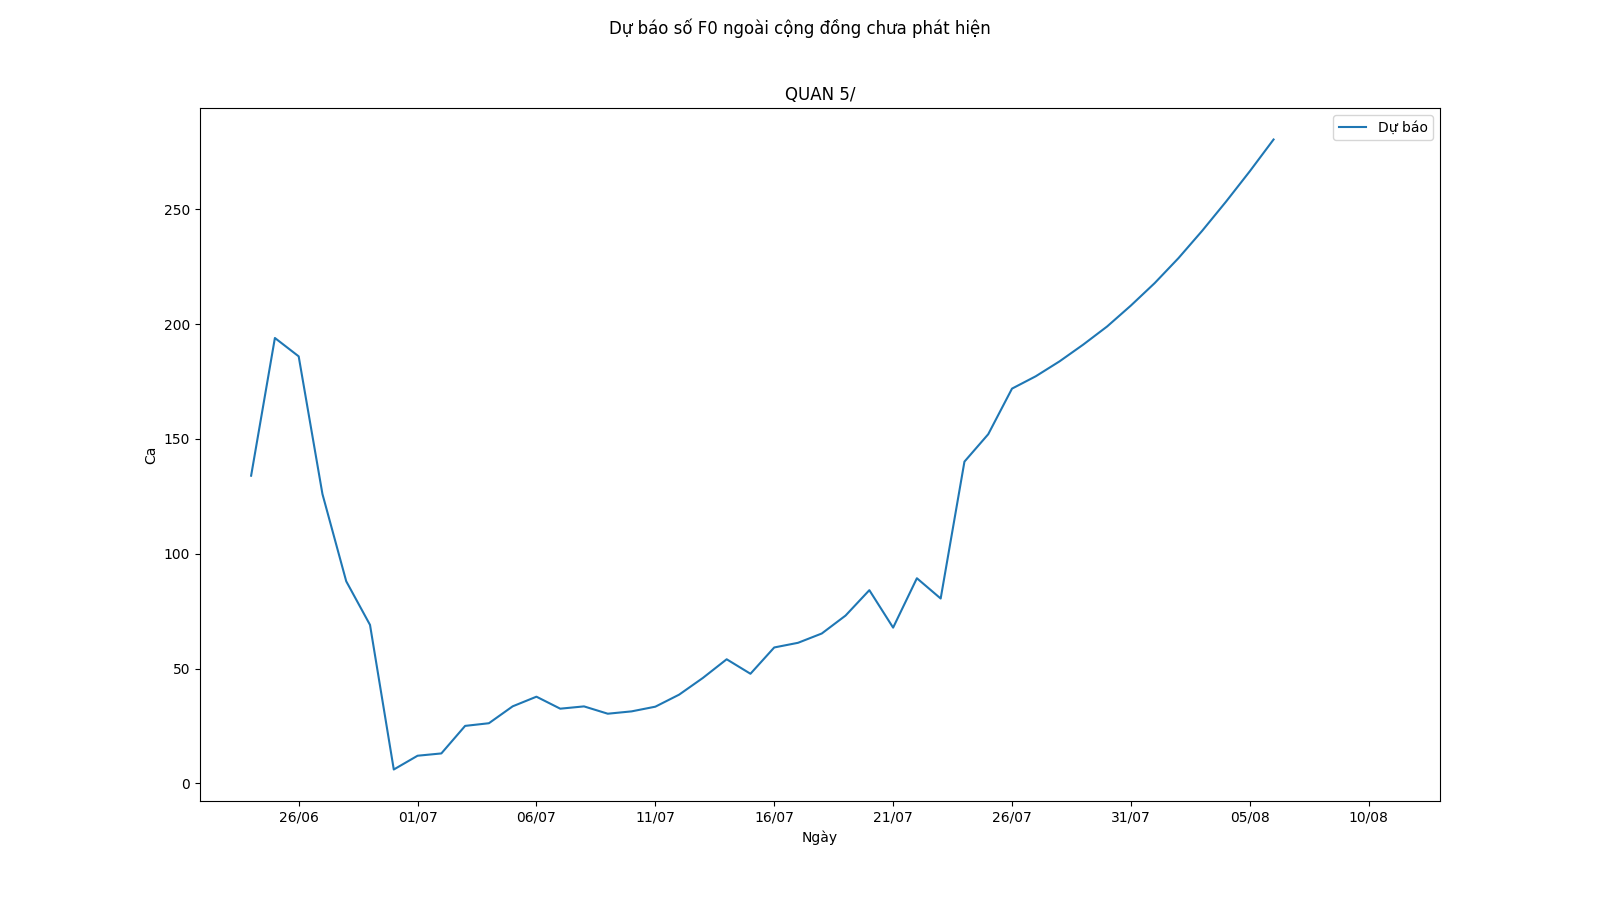 Dự báo số F0 ngoài cộng đồng chưa phát hiện
QUAN 5/
Dự báo
250
200
150
100
50
0
Ca
26/06 01/07 06/07 11/07 16/07 21/07 26/07 31/07 05/08 10/08
Ngày